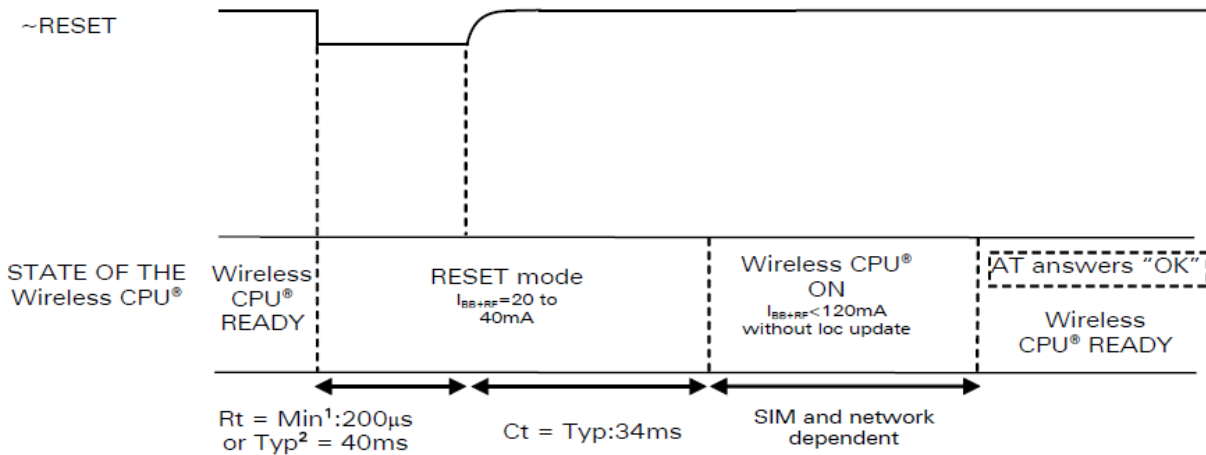 ~RESET
STATE OF THE
Wireless CPU®
Wireless
CPU®
READY
RESET mode
I_BB+RF=20 to
40mA
Wireless CPU®
ON
I_BB+RF<120mA
without loc update
AT answers “OK”
Wireless
CPU® READY
Rt = Min¹:200µs
or Typ² = 40ms
Ct = Typ:34ms
SIM and network
dependent